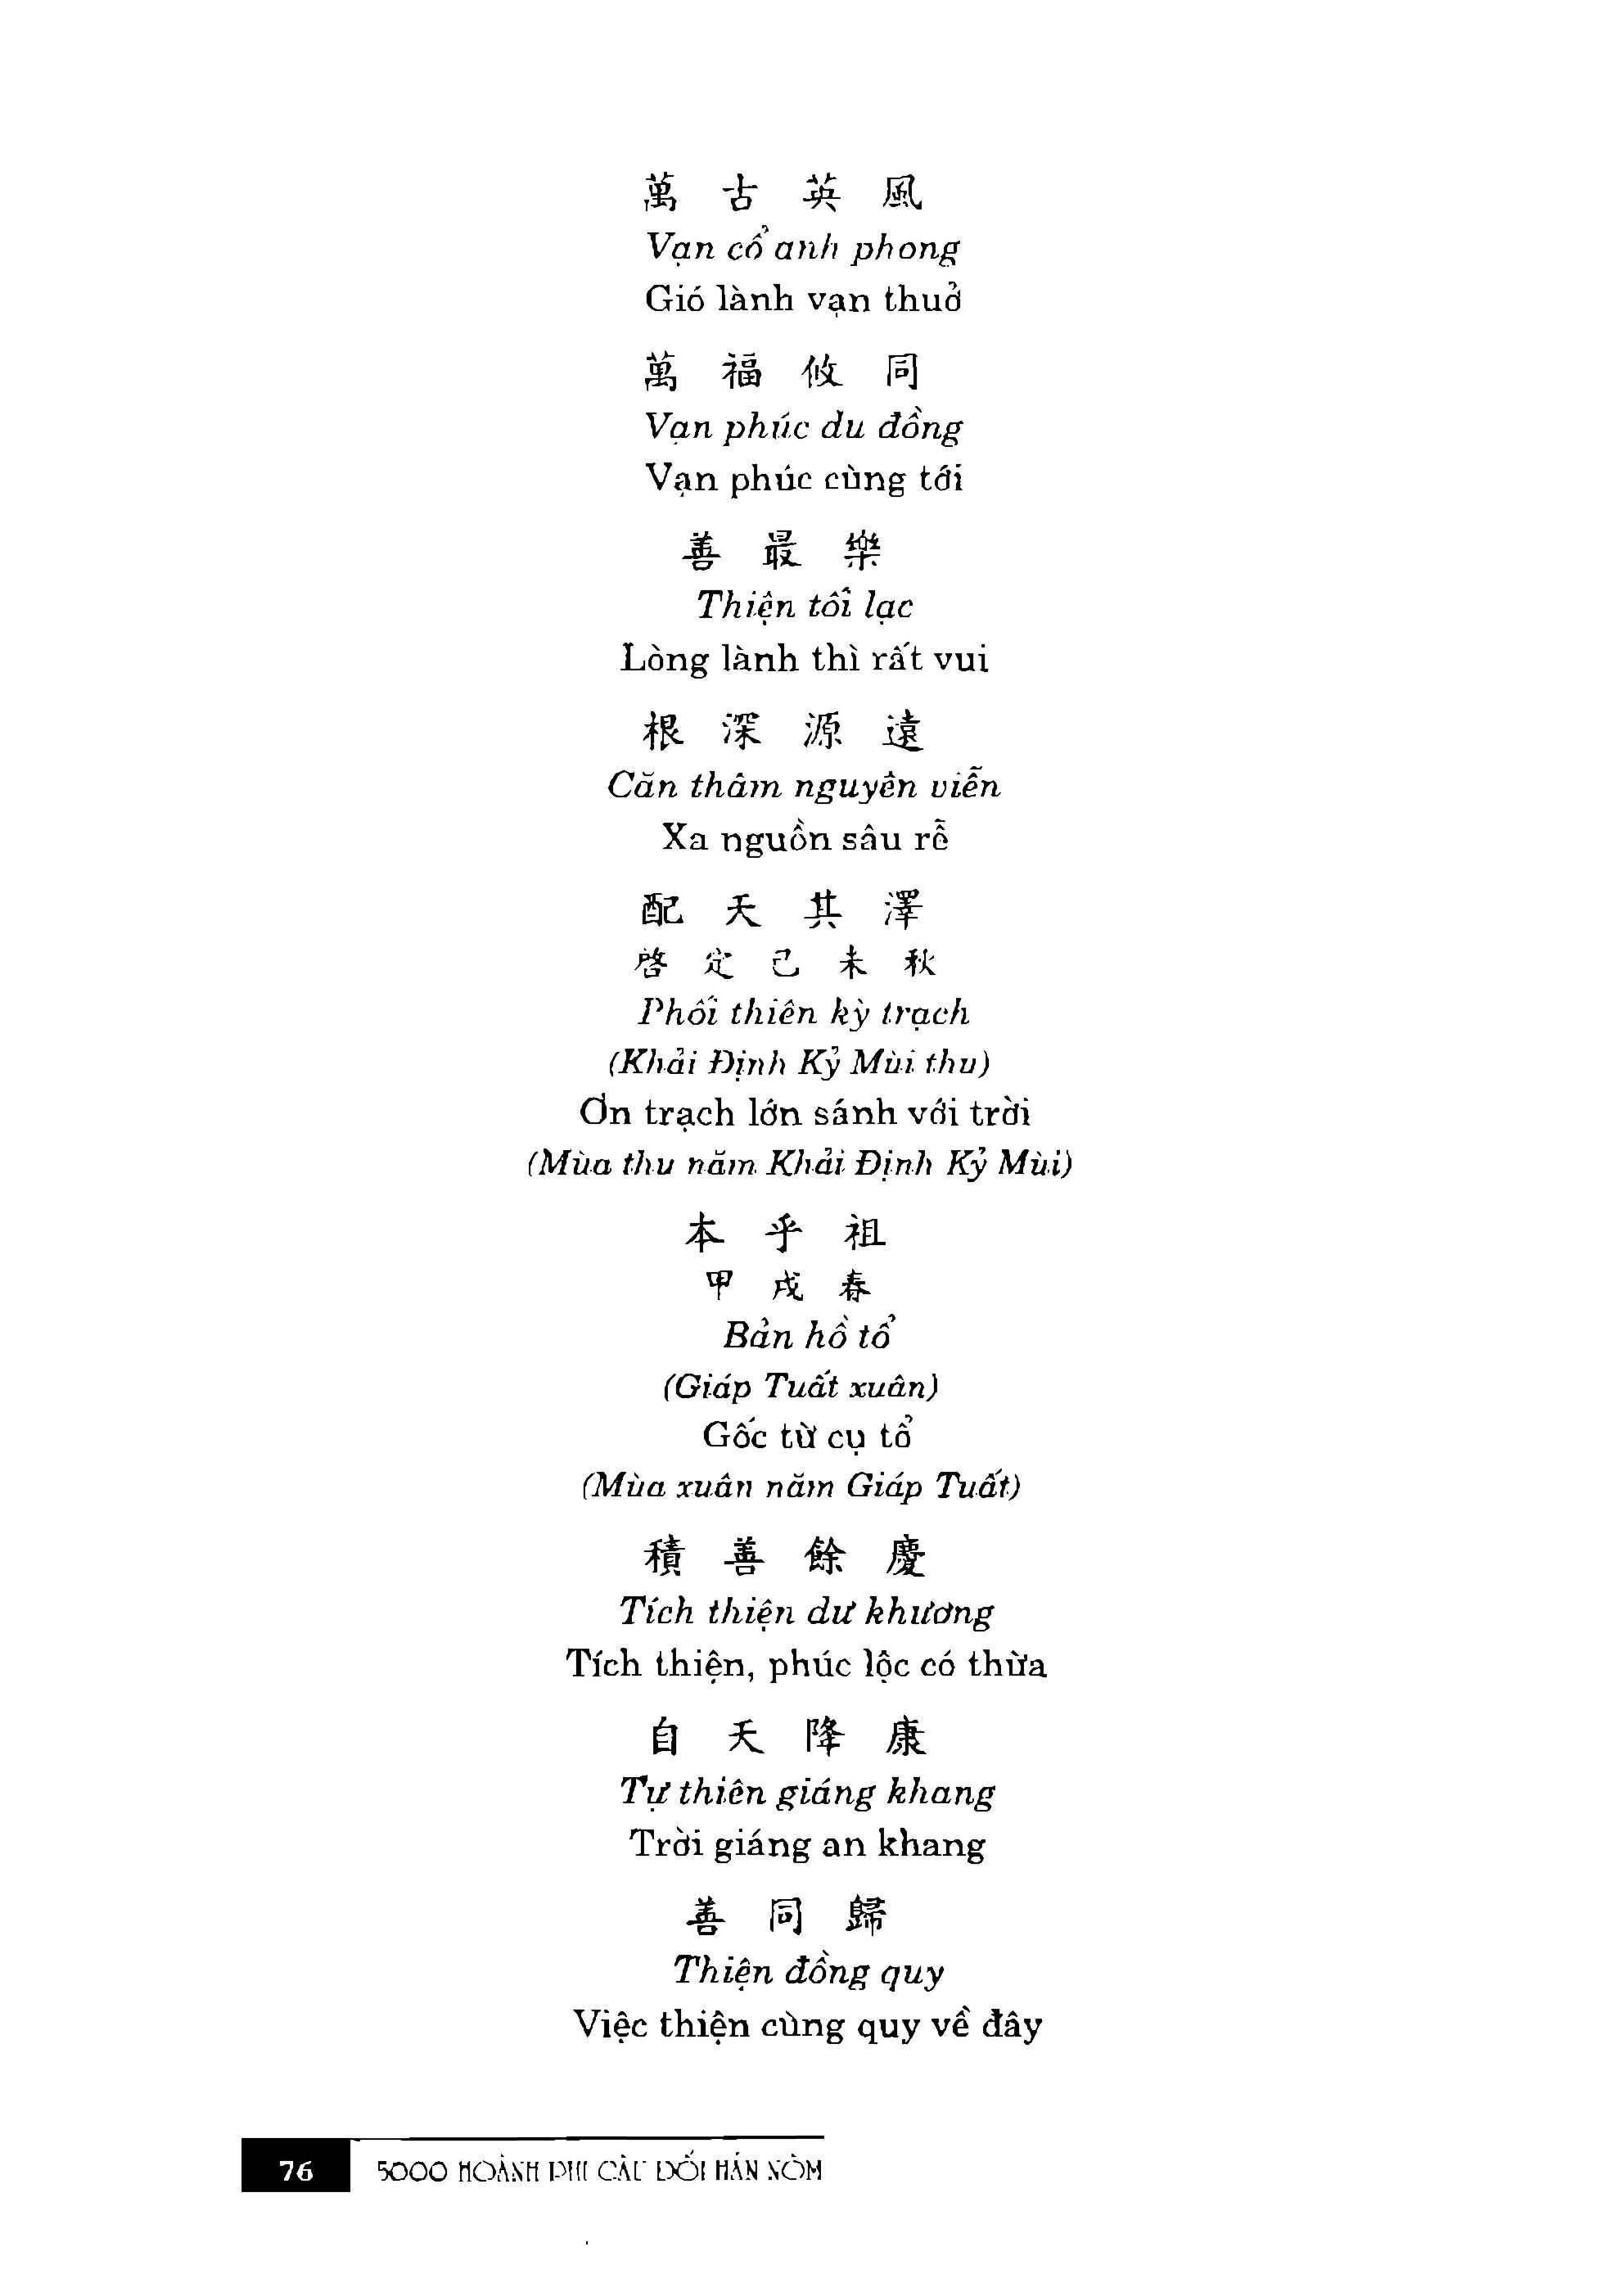 萬 古 英 風
Vạn cổ anh phong
Gió lành vạn thuở
萬 福 攸 同
Vạn phúc du đồng
Vạn phúc cùng tới
善 最 樂
Thiện tối lạc
Lòng lành thì rất vui
根 深 源 遠
Căn thâm nguyên viễn
Xa nguồn sâu rễ
配 天 其 澤
啓 定 己 未 秋
Phối thiên kỳ trạch
(Khải Định Kỷ Mùi thu)
Ơn trạch lớn sánh với trời
(Mùa thu năm Khải Định Kỷ Mùi)
本 乎 祖
甲 戌 春
Bản hồ tổ
(Giáp Tuất xuân)
Gốc từ cụ tổ
(Mùa xuân năm Giáp Tuất)
積 善 餘 慶
Tích thiện dư khương
Tích thiện, phúc lộc có thừa
自 天 降 康
Tự thiên giáng khang
Trời giáng an khang
善 同 歸
Thiện đồng quy
Việc thiện cùng quy về đây
76 5000 HOÀNH PHI CÂU ĐỐI HÁN NÔM